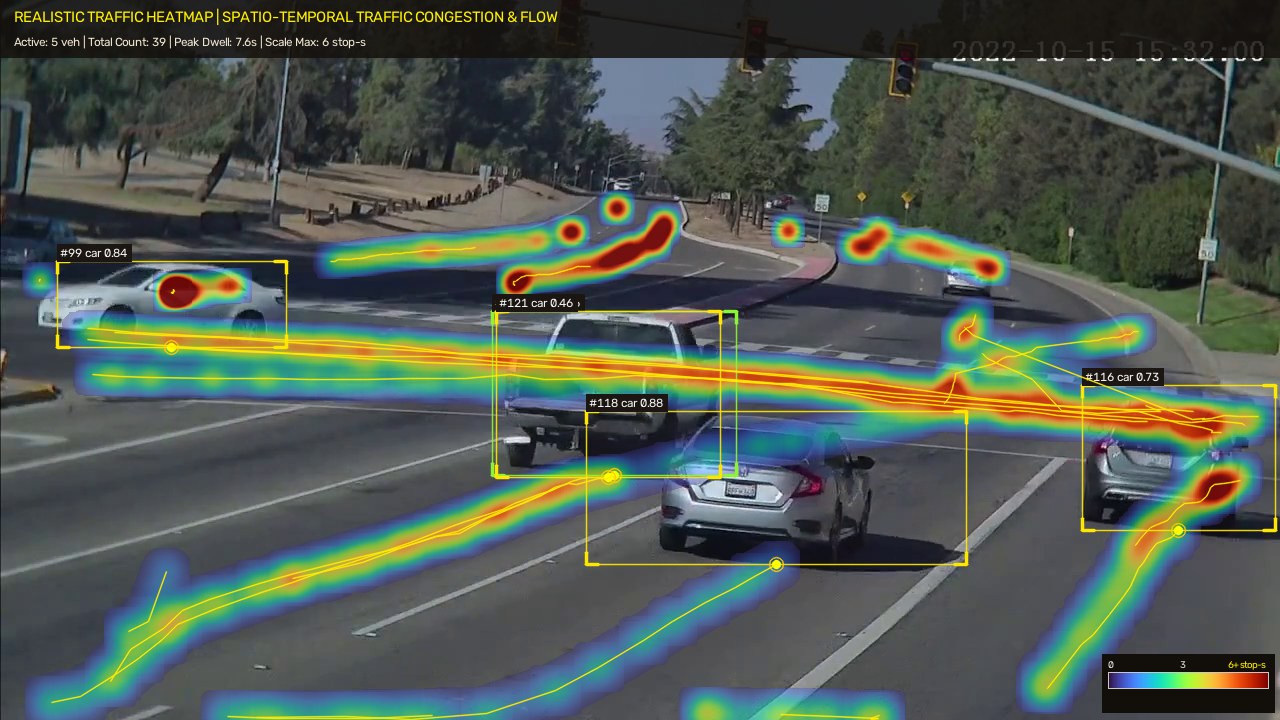 REALISTIC TRAFFIC HEATMAP | SPATIO-TEMPORAL TRAFFIC CONGESTION & FLOW
Active: 5 veh | Total Count: 39 | Peak Dwell: 7.6s | Scale Max: 6 stop-s
2022-10-15 15:32:00
50
50
#99 car 0.84
#121 car 0.46
#116 car 0.73
#118 car 0.88
0 3 6+ stop-s